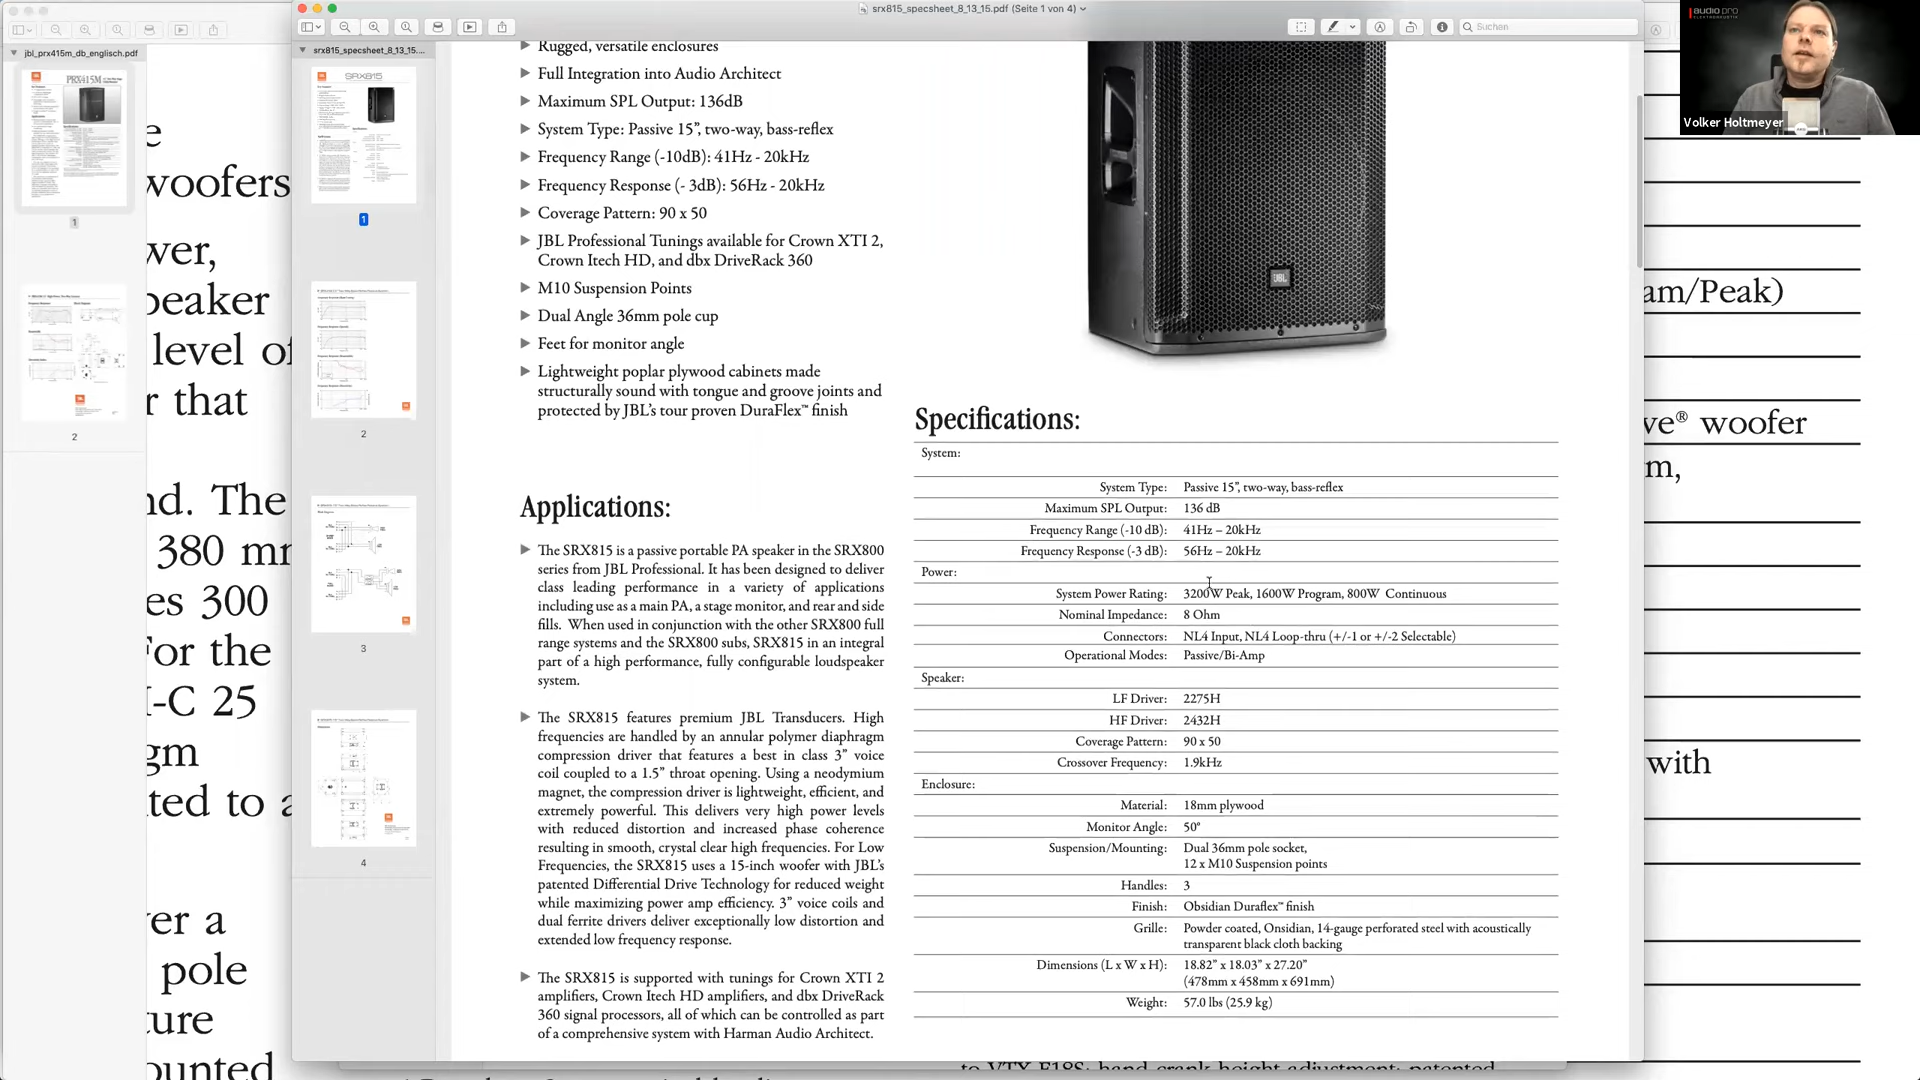 srx815_specsheet_8_13_15.pdf (Seite 1 von 4)
Suchen
audio pro
Volker Holtmeyer
jbl_prx415m_db_englisch.pdf
PRX415M
1
2
srx815_specsheet_8_13_15....
SRX815
1
2
3
4
woofers
wer,
peaker
level of
r that
nd. The
380 mm
es 300
For the
I-C 25
gm
ted to a
ver a
pole
ture
ounted
Rugged, versatile enclosures
Full Integration into Audio Architect
Maximum SPL Output: 136dB
System Type: Passive 15”, two-way, bass-reflex
Frequency Range (-10dB): 41Hz - 20kHz
Frequency Response (- 3dB): 56Hz - 20kHz
Coverage Pattern: 90 x 50
JBL Professional Tunings available for Crown XTI 2,
Crown Itech HD, and dbx DriveRack 360
M10 Suspension Points
Dual Angle 36mm pole cup
Feet for monitor angle
Lightweight poplar plywood cabinets made
structurally sound with tongue and groove joints and
protected by JBL’s tour proven DuraFlex™ finish
Applications:
The SRX815 is a passive portable PA speaker in the SRX800
series from JBL Professional. It has been designed to deliver
class leading performance in a variety of applications
including use as a main PA, a stage monitor, and rear and side
fills. When used in conjunction with the other SRX800 full
range systems and the SRX800 subs, SRX815 in an integral
part of a high performance, fully configurable loudspeaker
system.
The SRX815 features premium JBL Transducers. High
frequencies are handled by an annular polymer diaphragm
compression driver that features a best in class 3” voice
coil coupled to a 1.5” throat opening. Using a neodymium
magnet, the compression driver is lightweight, efficient, and
extremely powerful. This delivers very high power levels
with reduced distortion and increased phase coherence
resulting in smooth, crystal clear high frequencies. For Low
Frequencies, the SRX815 uses a 15-inch woofer with JBL’s
patented Differential Drive Technology for reduced weight
while maximizing power amp efficiency. 3” voice coils and
dual ferrite drivers deliver exceptionally low distortion and
extended low frequency response.
The SRX815 is supported with tunings for Crown XTI 2
amplifiers, Crown Itech HD amplifiers, and dbx DriveRack
360 signal processors, all of which can be controlled as part
of a comprehensive system with Harman Audio Architect.
JBL
Specifications:
System:
System Type: Passive 15”, two-way, bass-reflex
Maximum SPL Output: 136 dB
Frequency Range (-10 dB): 41Hz – 20kHz
Frequency Response (-3 dB): 56Hz – 20kHz
Power:
System Power Rating: 3200W Peak, 1600W Program, 800W Continuous
Nominal Impedance: 8 Ohm
Connectors: NL4 Input, NL4 Loop-thru (+/-1 or +/-2 Selectable)
Operational Modes: Passive/Bi-Amp
Speaker:
LF Driver: 2275H
HF Driver: 2432H
Coverage Pattern: 90 x 50
Crossover Frequency: 1.9kHz
Enclosure:
Material: 18mm plywood
Monitor Angle: 50°
Suspension/Mounting: Dual 36mm pole socket,
12 x M10 Suspension points
Handles: 3
Finish: Obsidian Duraflex™ finish
Grille: Powder coated, Onsidian, 14-gauge perforated steel with acoustically
transparent black cloth backing
Dimensions (L x W x H): 18.82” x 18.03” x 27.20”
(478mm x 458mm x 691mm)
Weight: 57.0 lbs (25.9 kg)
am/Peak)
ve® woofer
m,
with